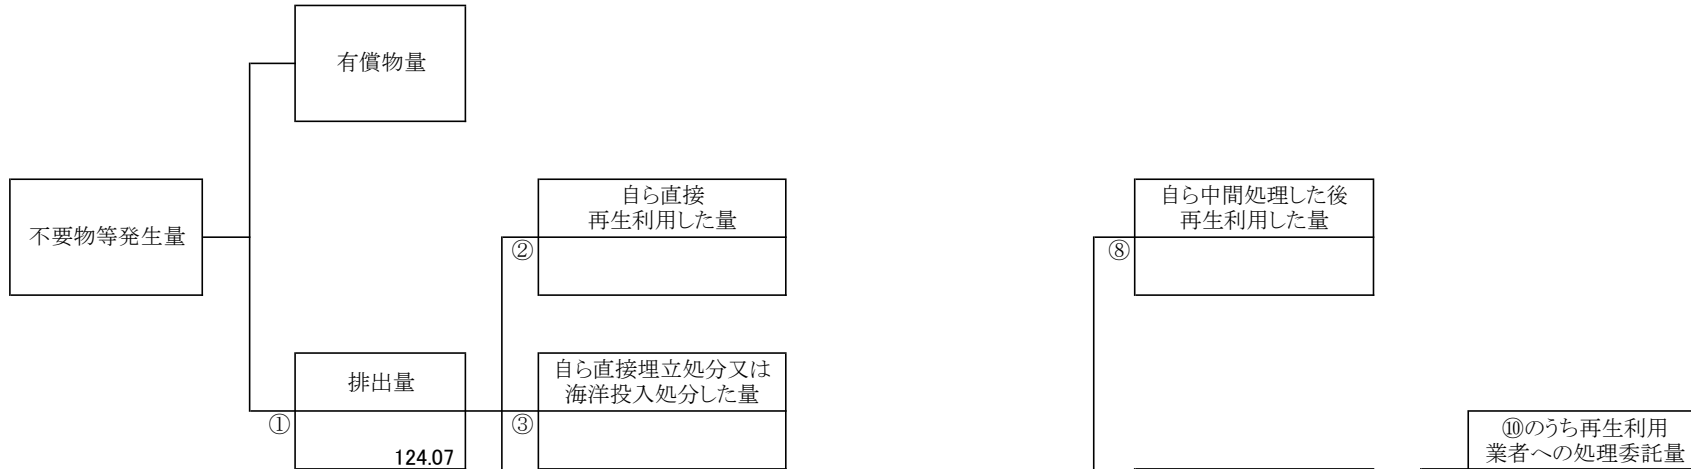 有償物量
不要物等発生量
自ら直接
再生利用した量
②
自ら中間処理した後
再生利用した量
⑧
排出量
①
124.07
自ら直接埋立処分又は
海洋投入処分した量
③
⑩のうち再生利用
業者への処理委託量